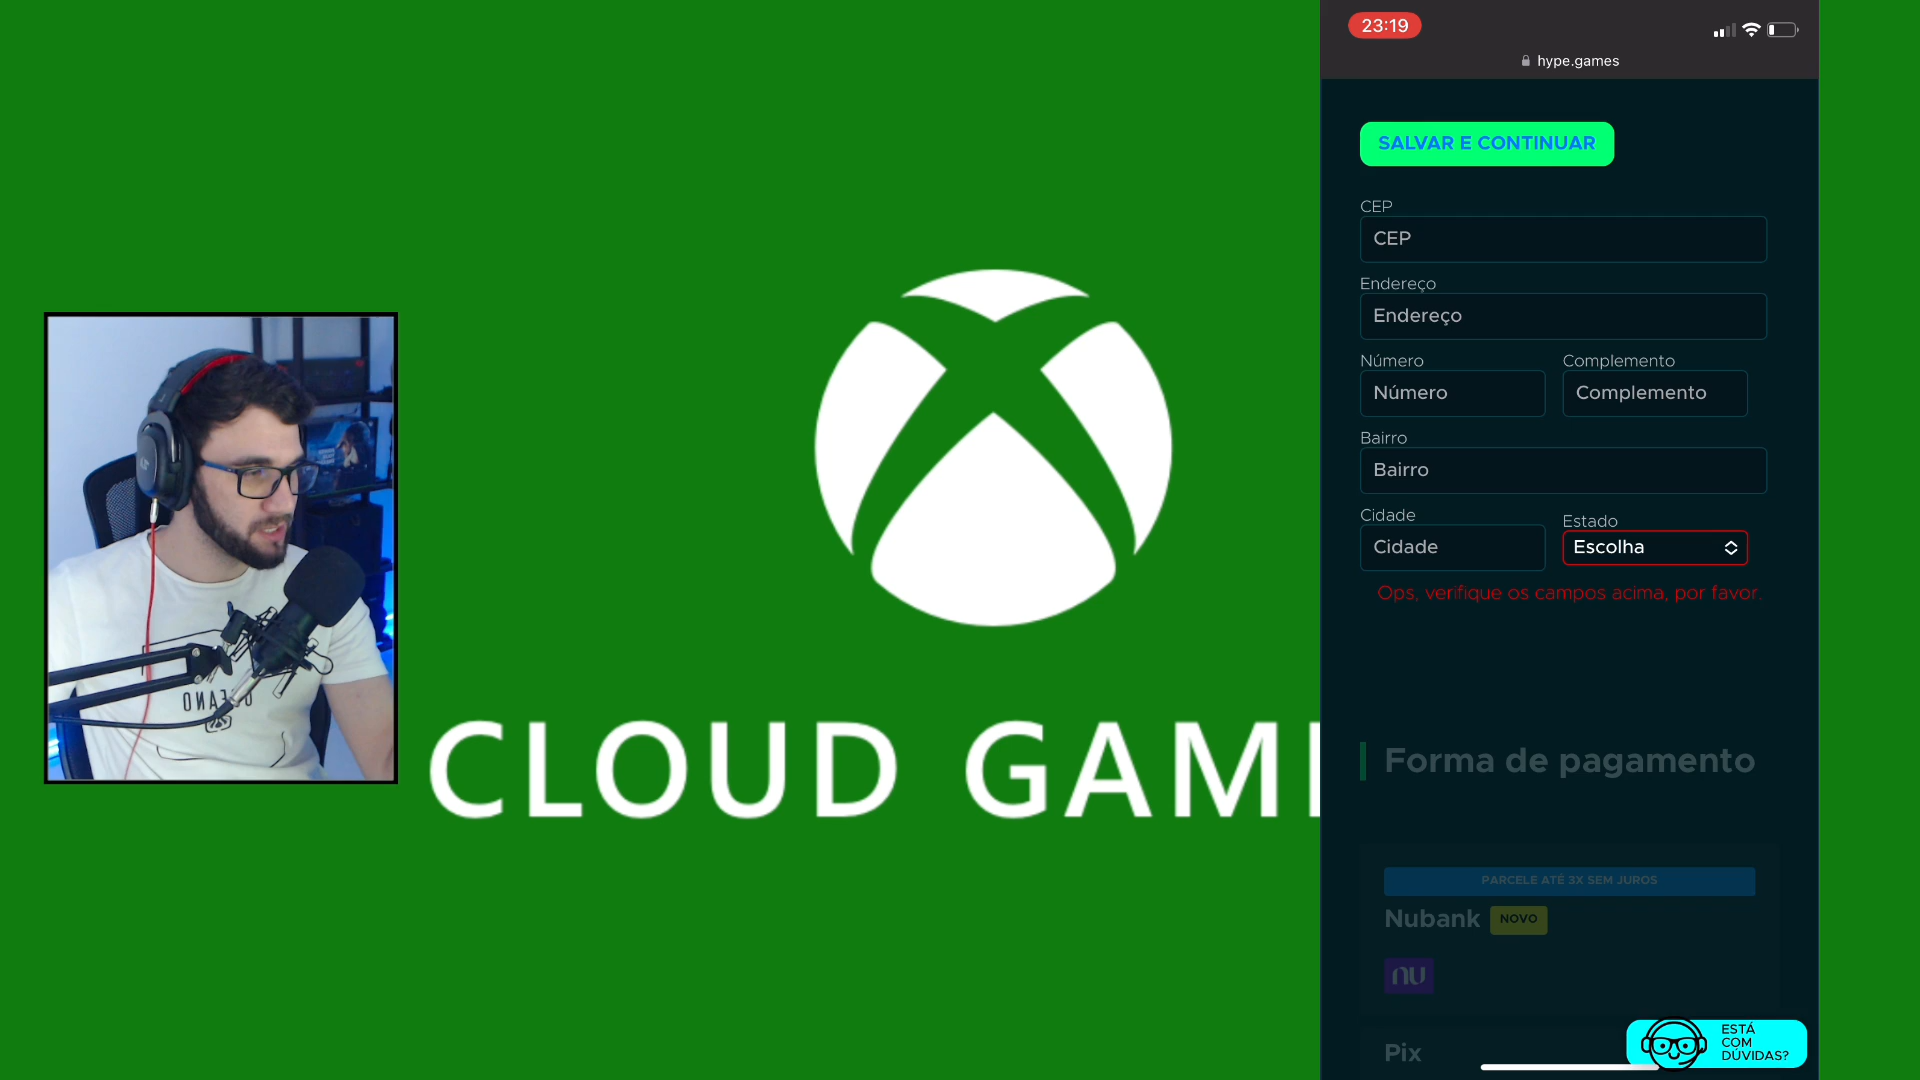 CLOUD GAM
23:19
hype.games
SALVAR E CONTINUAR
CEP
CEP
Endereço
Endereço
Número
Complemento
Número
Complemento
Bairro
Bairro
Cidade
Estado
Cidade
Escolha
Ops, verifique os campos acima, por favor.
Forma de pagamento
PARCELE ATÉ 3X SEM JUROS
Nubank NOVO
nu
Pix
ESTÁ
COM
DÚVIDAS?